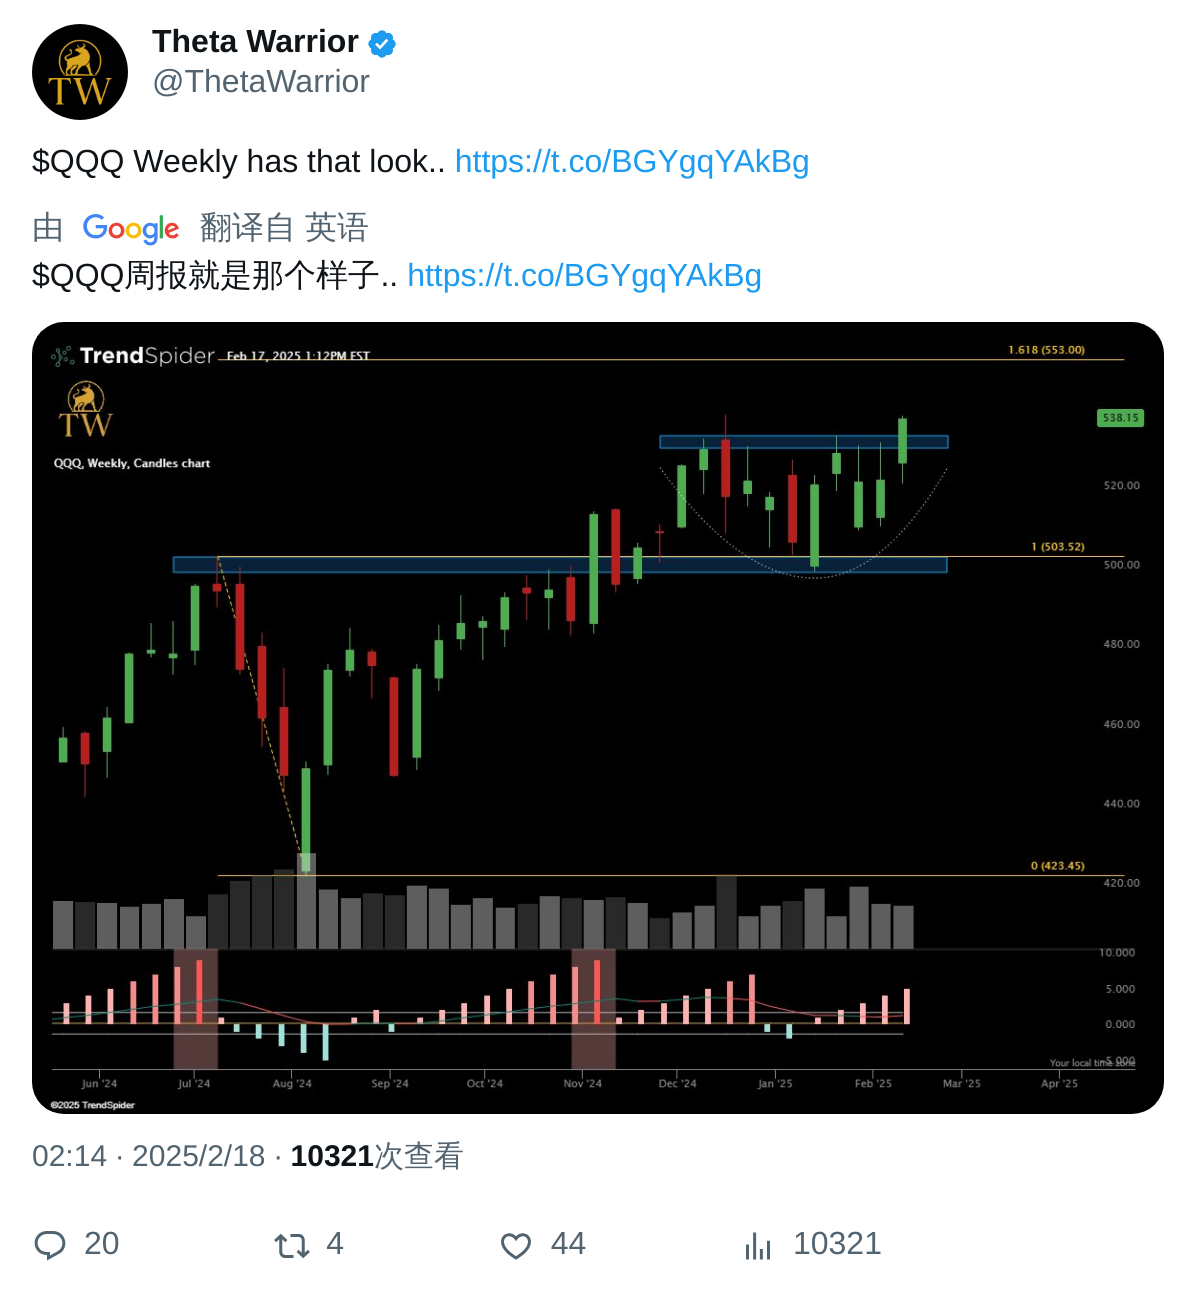 Theta Warrior
@ThetaWarrior
$QQQ Weekly has that look.. https://t.co/BGYgqYAkBg
由 Google 翻译自 英语
$QQQ周报就是那个样子.. https://t.co/BGYgqYAkBg
TrendSpider Feb 17, 2025 1:12PM EST
1.618 (553.00)
TW
538.15
QQQ, Weekly, Candles chart
520.00
1 (503.52)
500.00
480.00
460.00
440.00
0 (423.45)
420.00
10.000
5.000
0.000
-5.000
Your local time zone
Jun '24 Jul '24 Aug '24 Sep '24 Oct '24 Nov '24 Dec '24 Jan '25 Feb '25 Mar '25 Apr '25
©2025 TrendSpider
02:14 · 2025/2/18 · 10321次查看
20 4 44 10321